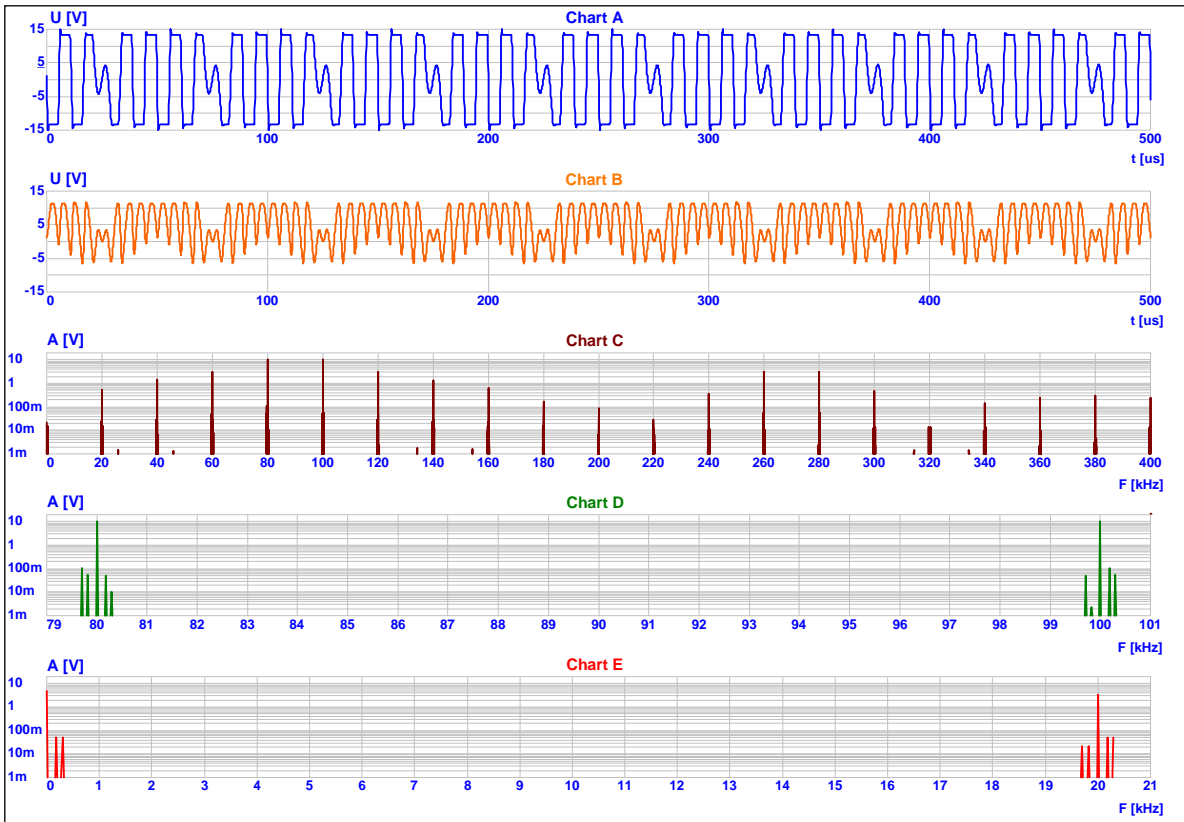 U [V] Chart A
15
5
-5
-15
0 100 200 300 400 500
t [us]
U [V] Chart B
15
5
-5
-15
0 100 200 300 400 500
t [us]
A [V] Chart C
10
1
100m
10m
1m
0 20 40 60 80 100 120 140 160 180 200 220 240 260 280 300 320 340 360 380 400
F [kHz]
A [V] Chart D
10
1
100m
10m
1m
79 80 81 82 83 84 85 86 87 88 89 90 91 92 93 94 95 96 97 98 99 100 101
F [kHz]
A [V] Chart E
10
1
100m
10m
1m
0 1 2 3 4 5 6 7 8 9 10 11 12 13 14 15 16 17 18 19 20 21
F [kHz]